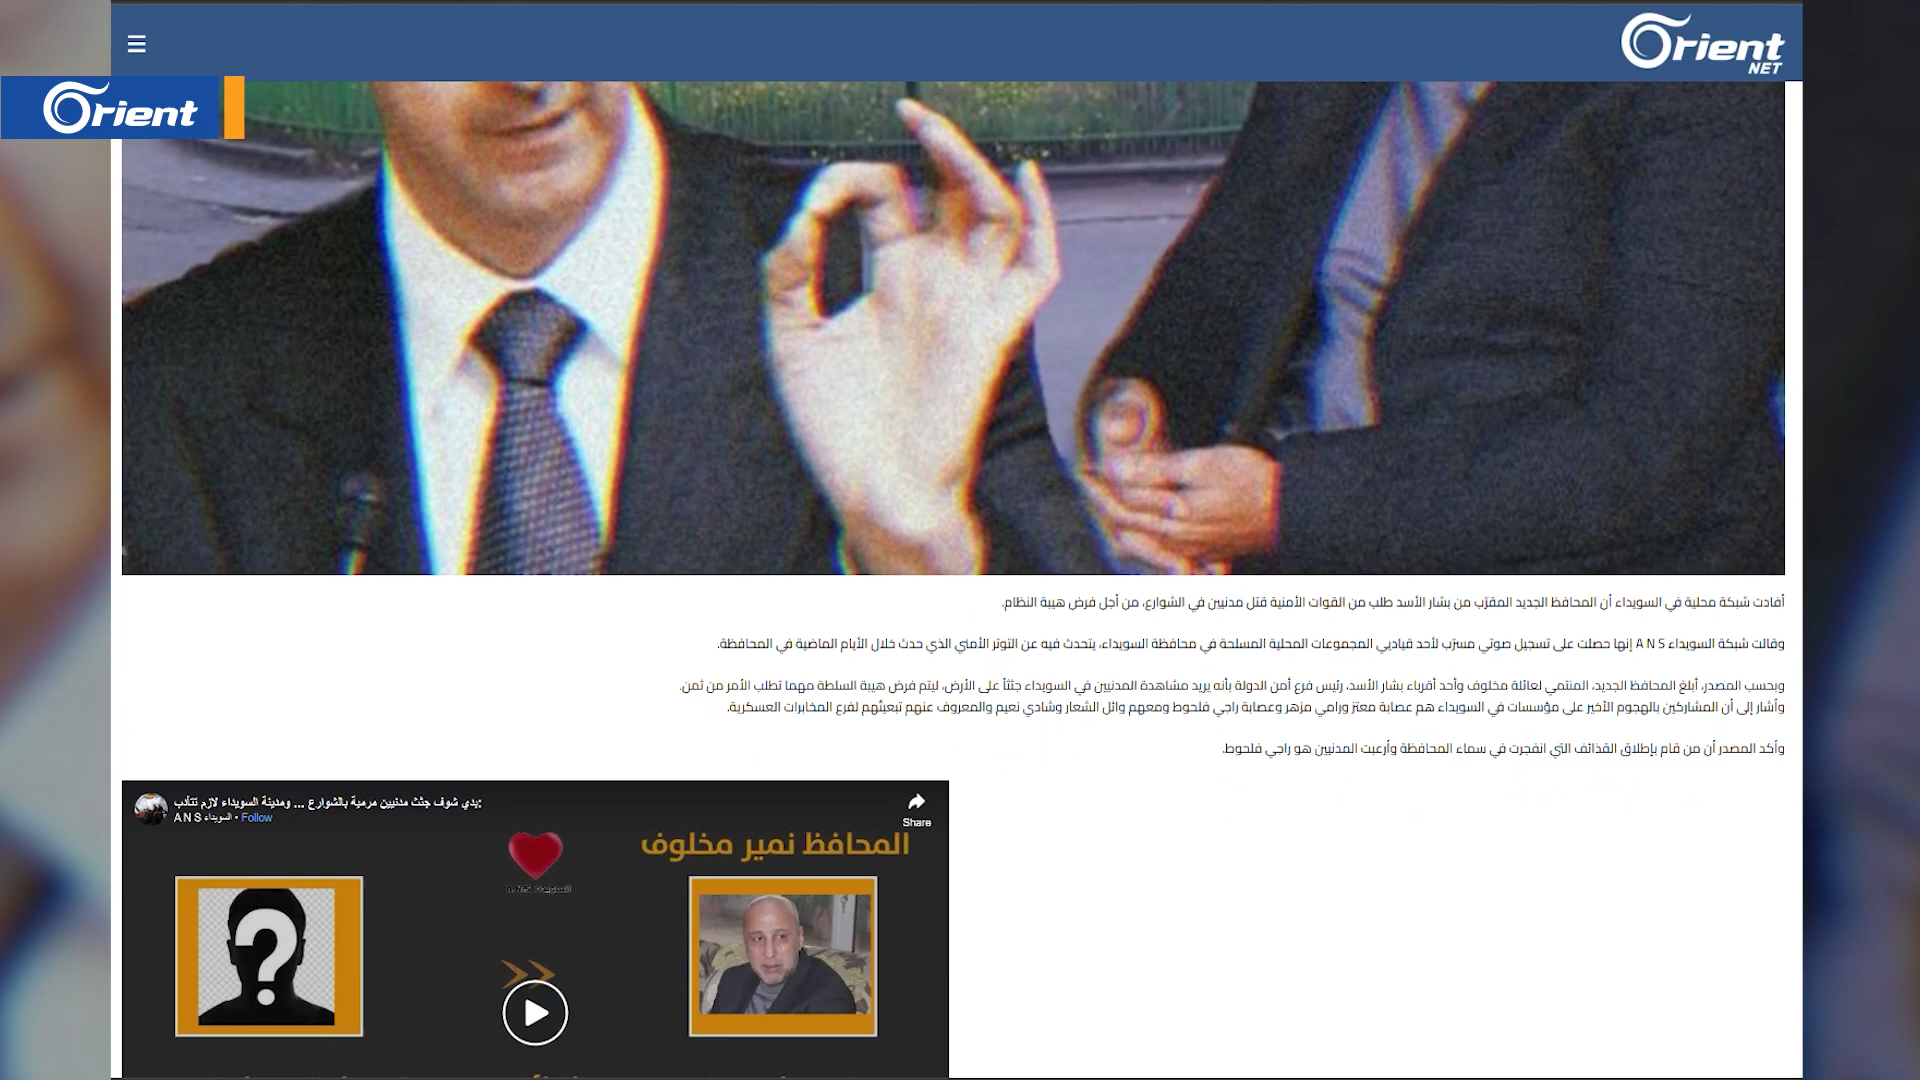 Orient
NET
Orient
أفادت شبكة محلية في السويداء أن المحافظ الجديد المقرّب من بشار الأسد طلب من القوات الأمنية قتل مدنيين في الشوارع، من أجل فرض هيبة النظام.
وقالت شبكة السويداء A N S إنها حصلت على تسجيل صوتي مسرّب لأحد قياديي المجموعات المحلية المسلحة في محافظة السويداء، يتحدث فيه عن التوتر الأمني الذي حدث خلال الأيام الماضية في المحافظة.
وبحسب المصدر، أبلغ المحافظ الجديد، المنتمي لعائلة مخلوف وأحد أقرباء بشار الأسد، رئيس فرع أمن الدولة بأنه يريد مشاهدة المدنيين في السويداء جثثاً على الأرض، ليتم فرض هيبة السلطة مهما تطلب الأمر من ثمن.
وأشار إلى أن المشاركين بالهجوم الأخير على مؤسسات في السويداء هم عصابة معتز ورامي مزهر وعصابة راجي فلحوط ومعهم وائل الشعار وشادي نعيم والمعروف عنهم تبعيتُهم لفرع المخابرات العسكرية.
وأكد المصدر أن من قام بإطلاق القذائف التي انفجرت في سماء المحافظة وأرعبت المدنيين هو راجي فلحوط.
بدي شوف جثث مدنيين مرمية بالشوارع ... ومدينة السويداء لازم تتأدب:
A N S السويداء • Follow
Share
المحافظ نمير مخلوف
A N S السويداء